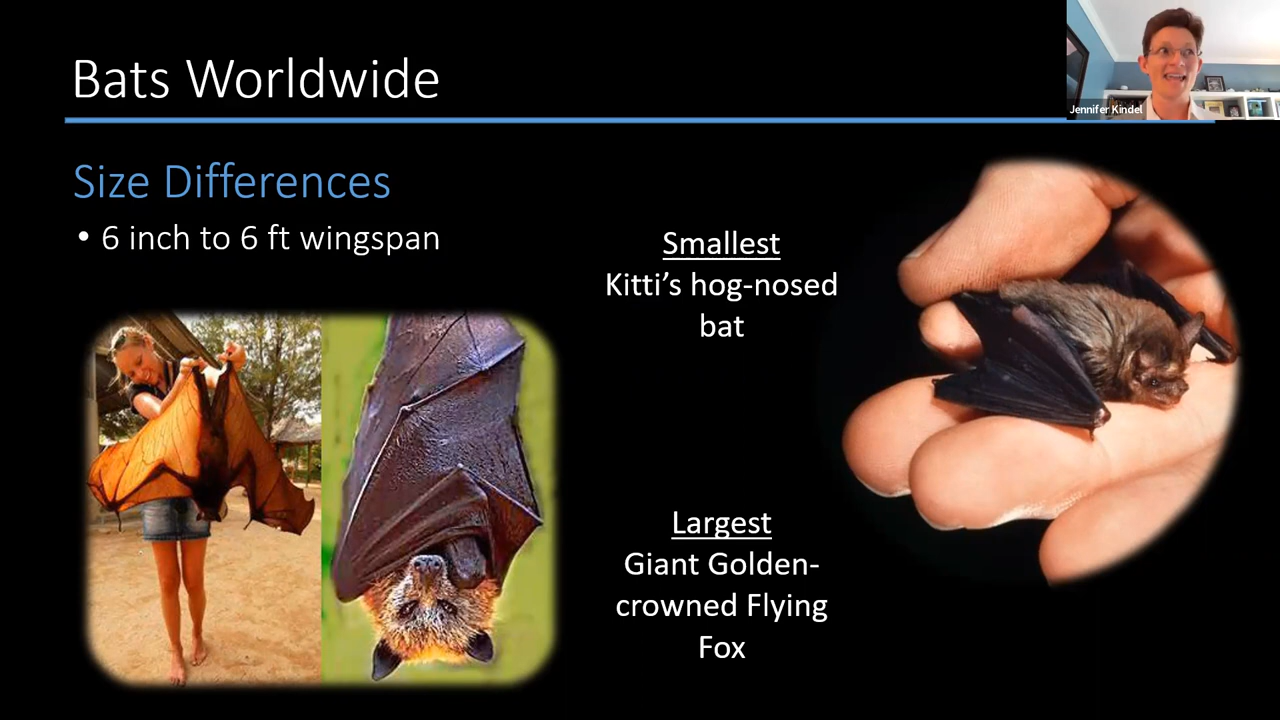 Bats Worldwide
Jennifer Kindel
Size Differences
• 6 inch to 6 ft wingspan
Smallest
Kitti’s hog-nosed
bat
Largest
Giant Golden-
crowned Flying
Fox